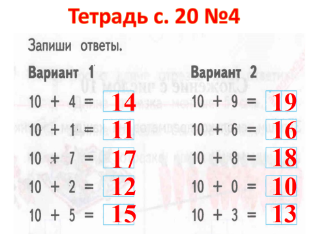 Тетрадь с. 20 №4
Запиши ответы.
Вариант 1
10 + 4 = 14
10 + 1 = 11
10 + 7 = 17
10 + 2 = 12
10 + 5 = 15
Вариант 2
10 + 9 = 19
10 + 6 = 16
10 + 8 = 18
10 + 0 = 10
10 + 3 = 13